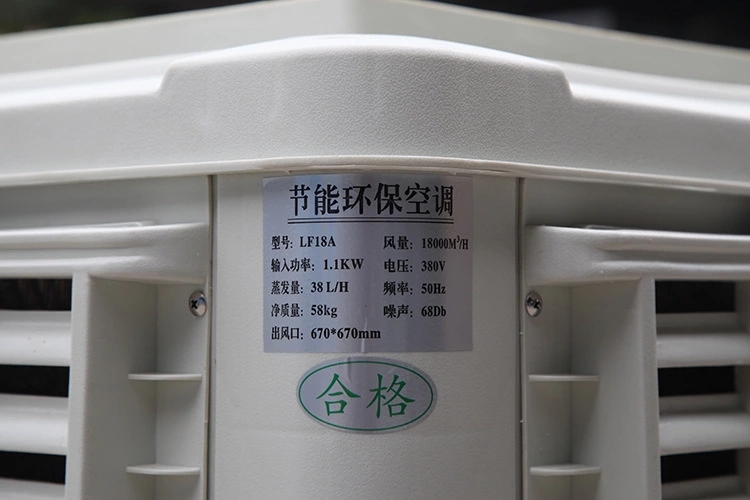 节能环保空调
型号：LF18A 风量：18000M³/H
输入功率：1.1KW 电压：380V
蒸发量：38 L/H 频率：50Hz
净质量：58kg 噪声：68Db
出风口：670*670mm
合格